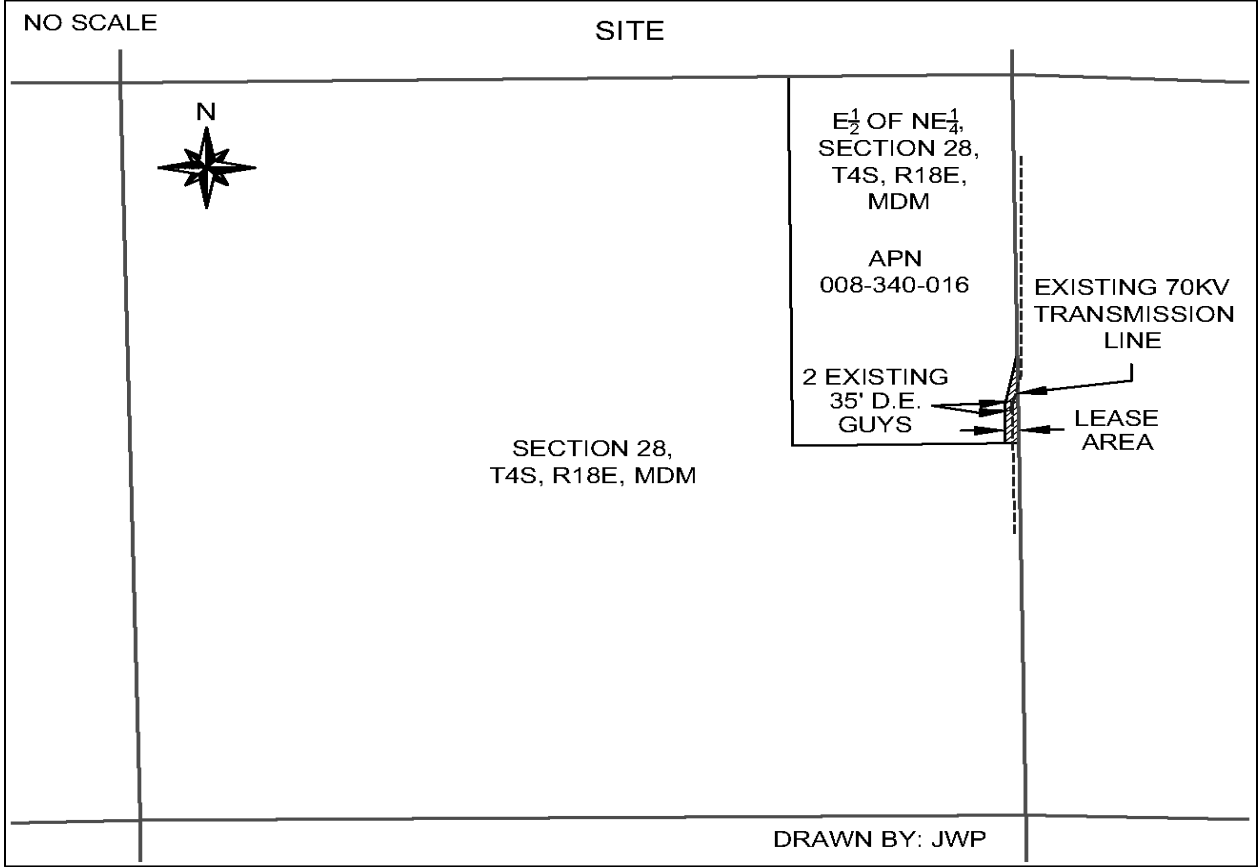 NO SCALE
SITE
N
E½ OF NE¼,
SECTION 28,
T4S, R18E,
MDM
APN
008-340-016
EXISTING 70KV
TRANSMISSION
LINE
2 EXISTING
35' D.E.
GUYS
LEASE
AREA
SECTION 28,
T4S, R18E, MDM
DRAWN BY: JWP